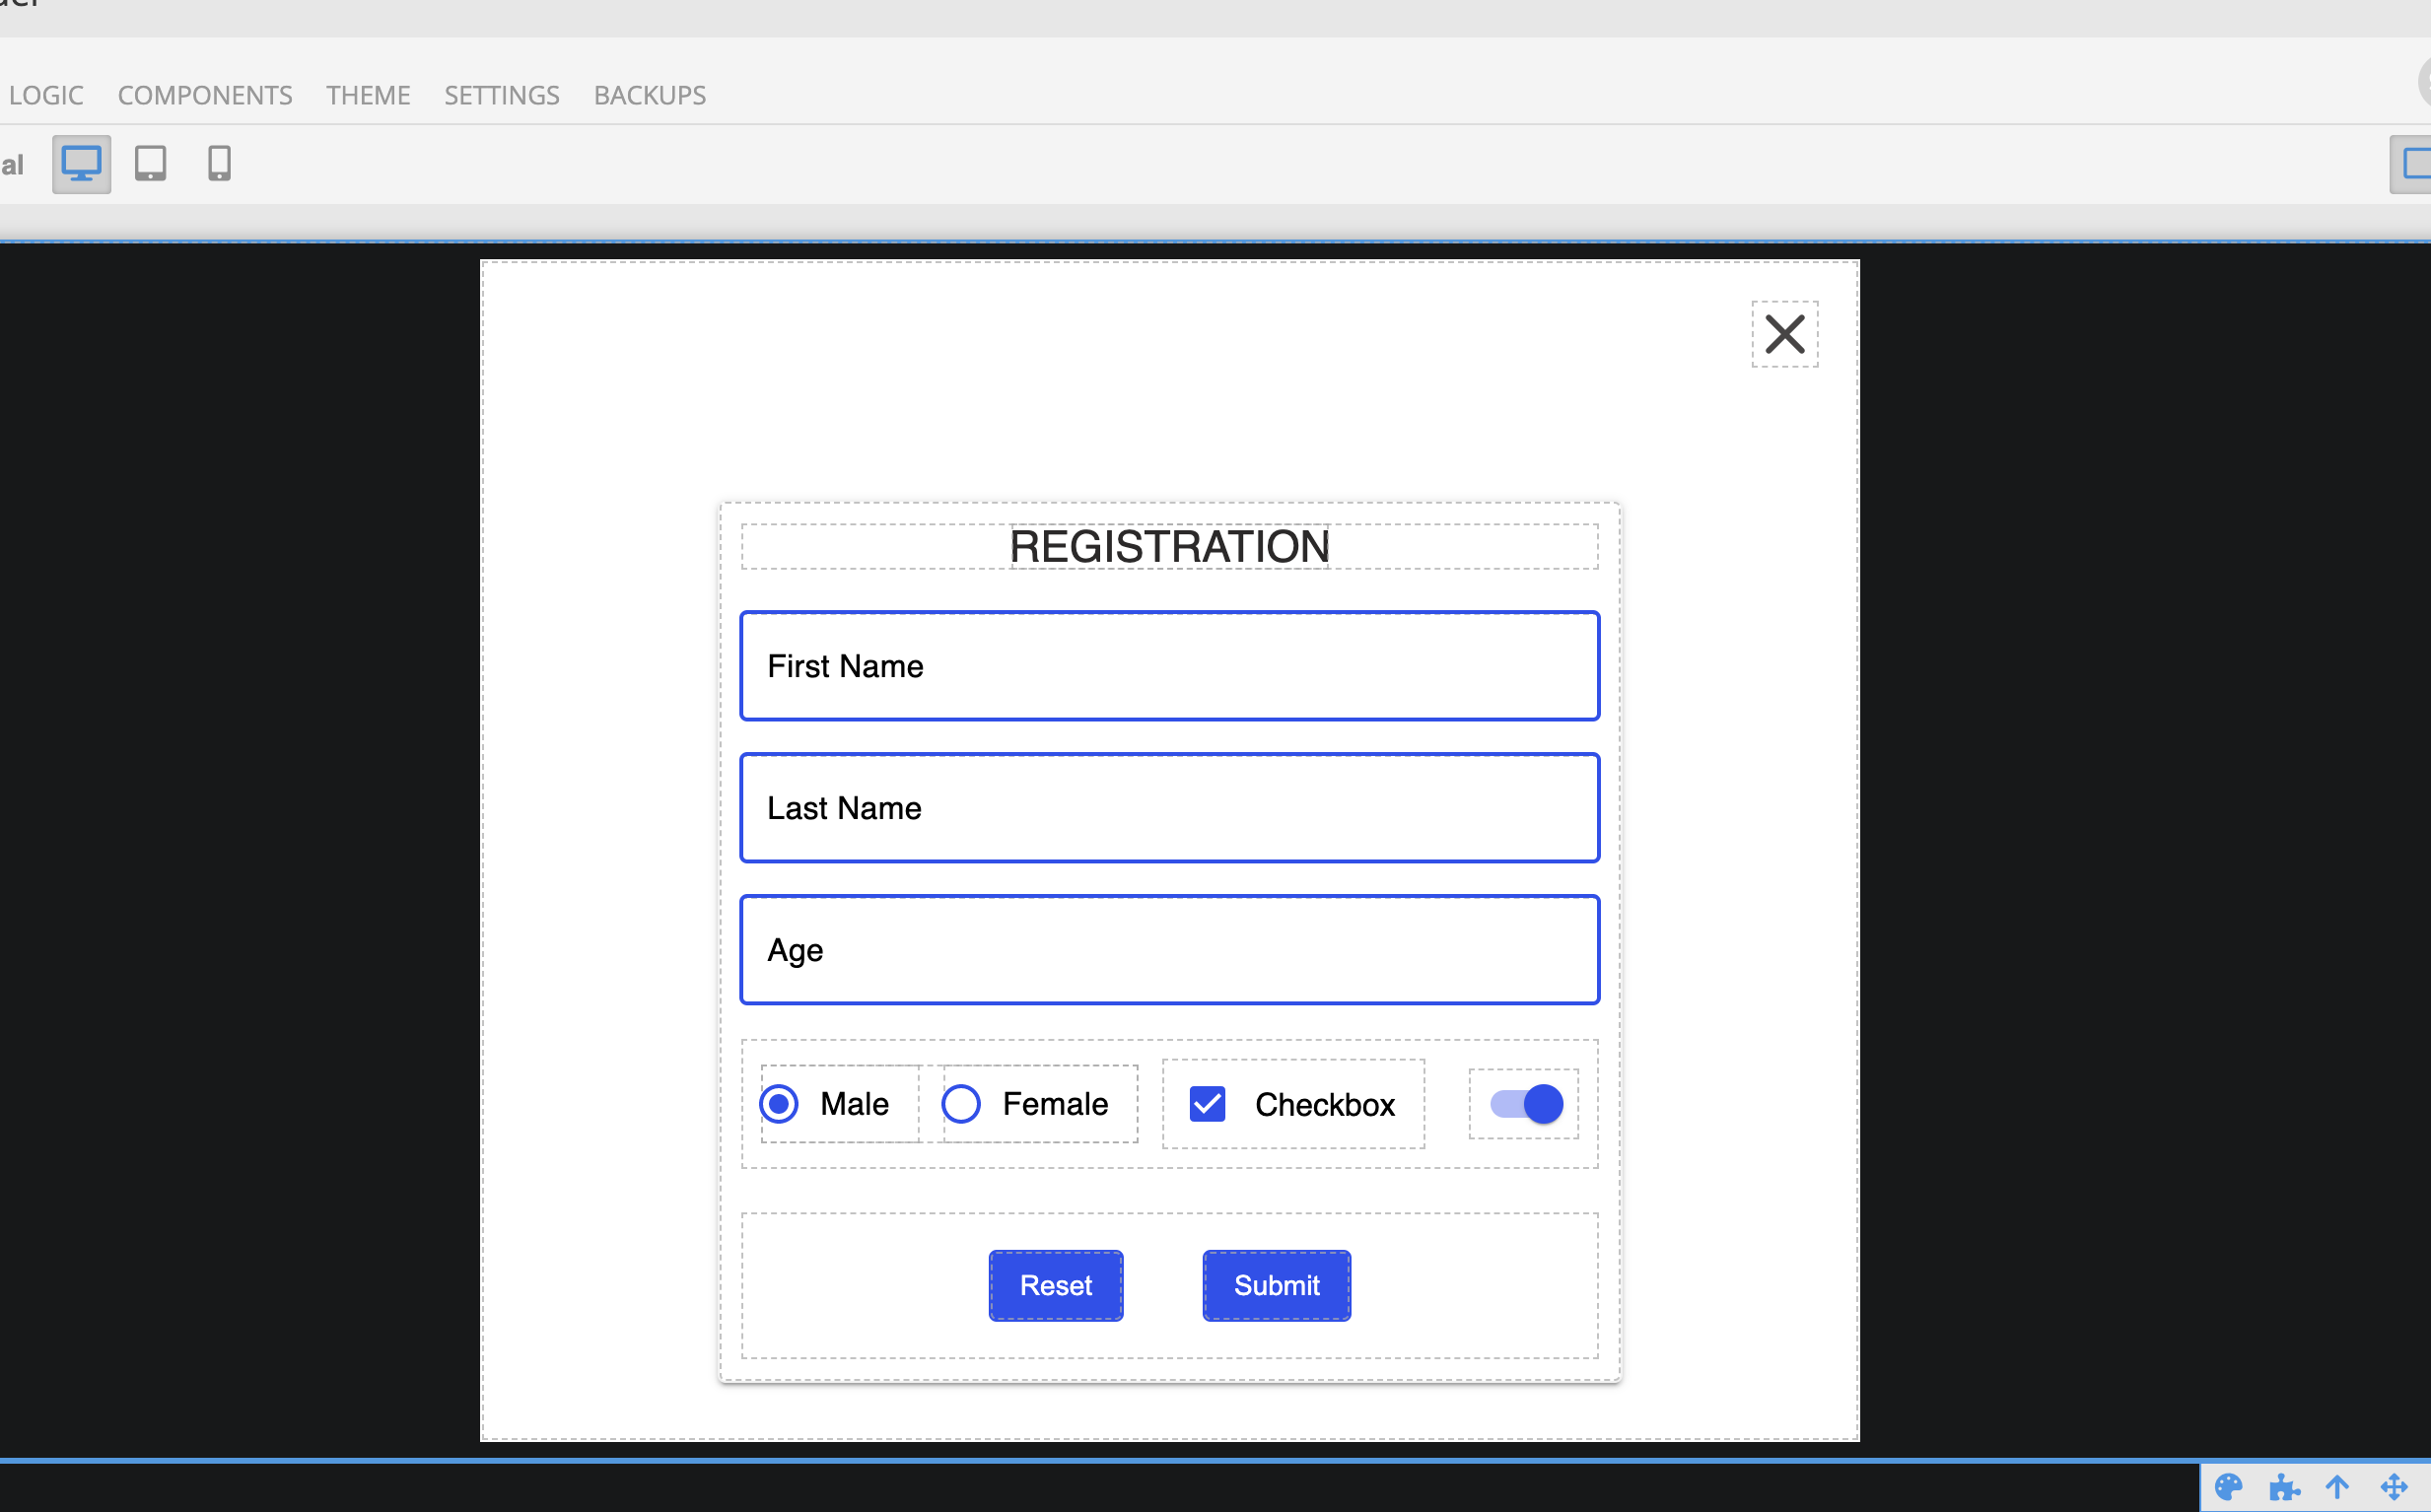 LOGIC COMPONENTS THEME SETTINGS BACKUPS
al
REGISTRATION
First Name
Last Name
Age
Male Female Checkbox
Reset Submit